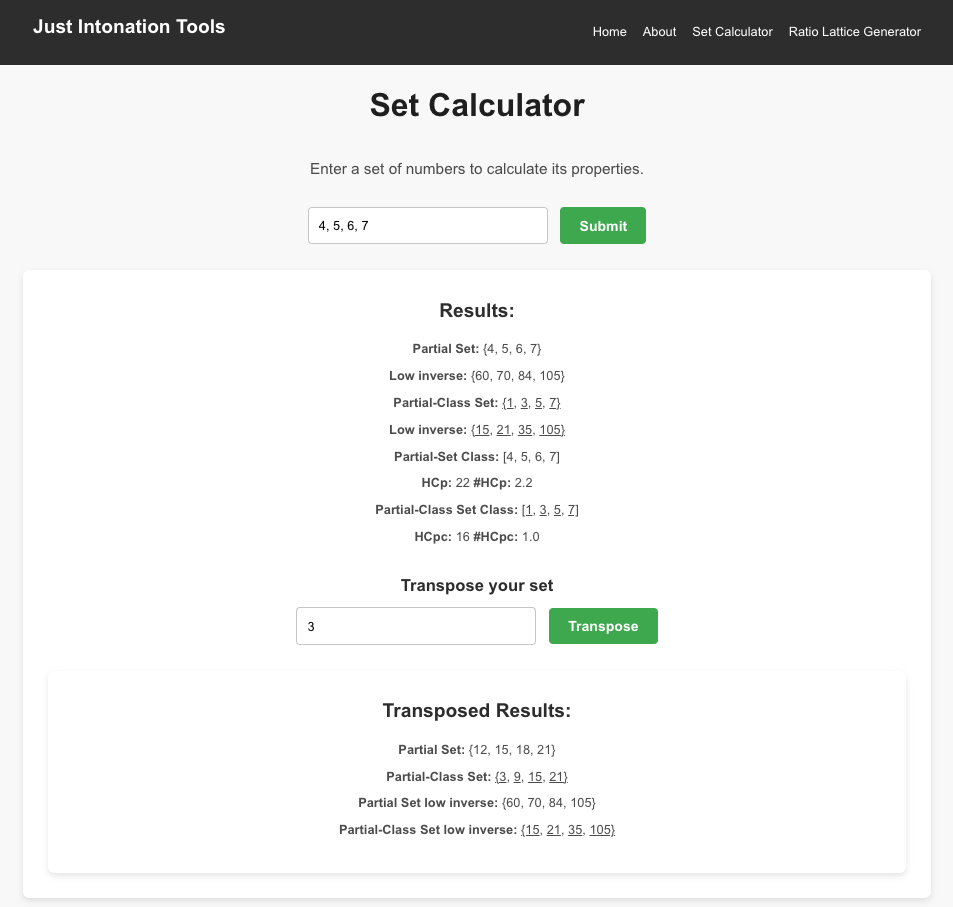 Just Intonation Tools
Home About Set Calculator Ratio Lattice Generator
Set Calculator
Enter a set of numbers to calculate its properties.
4, 5, 6, 7
Submit
Results:
Partial Set: {4, 5, 6, 7}
Low inverse: {60, 70, 84, 105}
Partial-Class Set: {1, 3, 5, 7}
Low inverse: {15, 21, 35, 105}
Partial-Set Class: [4, 5, 6, 7]
HCp: 22 #HCp: 2.2
Partial-Class Set Class: [1, 3, 5, 7]
HCpc: 16 #HCpc: 1.0
Transpose your set
3
Transpose
Transposed Results:
Partial Set: {12, 15, 18, 21}
Partial-Class Set: {3, 9, 15, 21}
Partial Set low inverse: {60, 70, 84, 105}
Partial-Class Set low inverse: {15, 21, 35, 105}